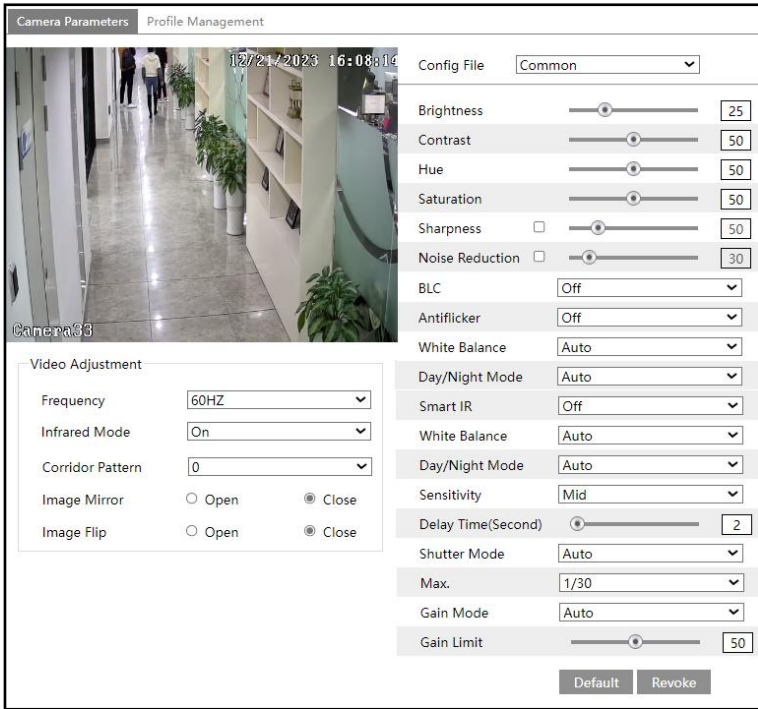 Camera Parameters Profile Management
12/21/2023 16:08:14
Camera33
Config File Common
Brightness 25
Contrast 50
Hue 50
Saturation 50
Sharpness 50
Noise Reduction 30
BLC Off
Antiflicker Off
White Balance Auto
Day/Night Mode Auto
Smart IR Off
White Balance Auto
Day/Night Mode Auto
Sensitivity Mid
Delay Time(Second) 2
Shutter Mode Auto
Max. 1/30
Gain Mode Auto
Gain Limit 50
Default Revoke
Video Adjustment
Frequency 60HZ
Infrared Mode On
Corridor Pattern 0
Image Mirror Open Close
Image Flip Open Close